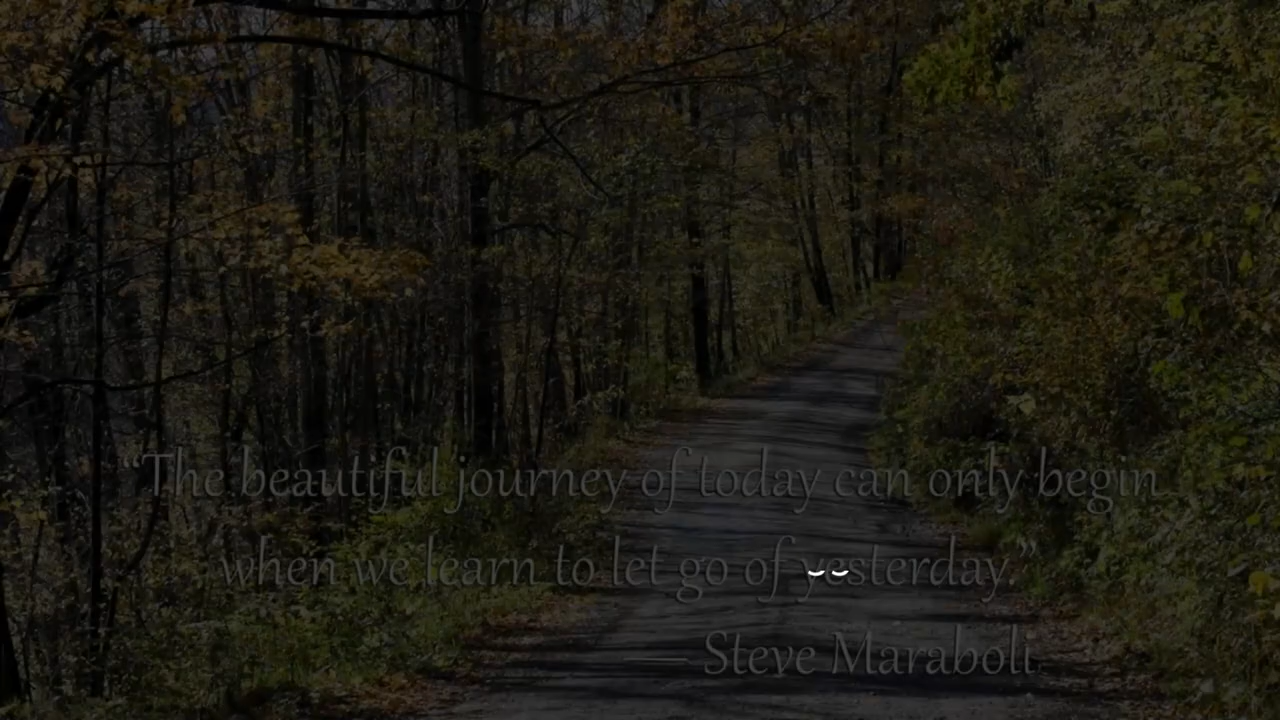 “The beautiful journey of today can only begin
when we learn to let go of yesterday.”
— Steve Maraboli